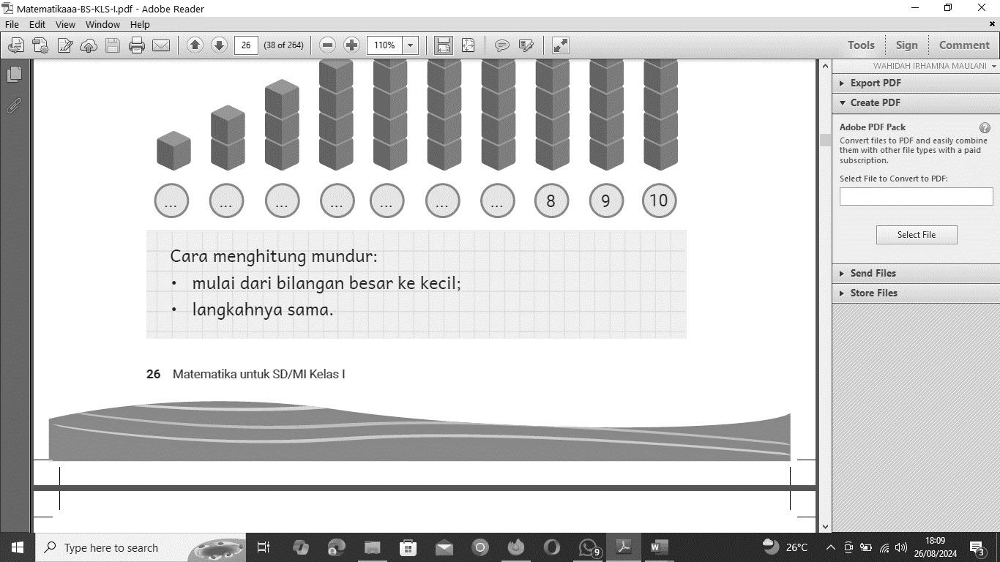 Matematikaaa-BS-KLS-I.pdf - Adobe Reader
File Edit View Window Help
26 (38 of 264) 110% Tools Sign Comment
WAHIDAH IRHAMNA MAULANI
Export PDF
Create PDF
Adobe PDF Pack
Convert files to PDF and easily combine
them with other file types with a paid
subscription.
Select File to Convert to PDF:
Select File
Send Files
Store Files
... ... ... ... ... ... ... 8 9 10
Cara menghitung mundur:
• mulai dari bilangan besar ke kecil;
• langkahnya sama.
26 Matematika untuk SD/MI Kelas I
Type here to search
9
26°C
18:09
26/08/2024
3